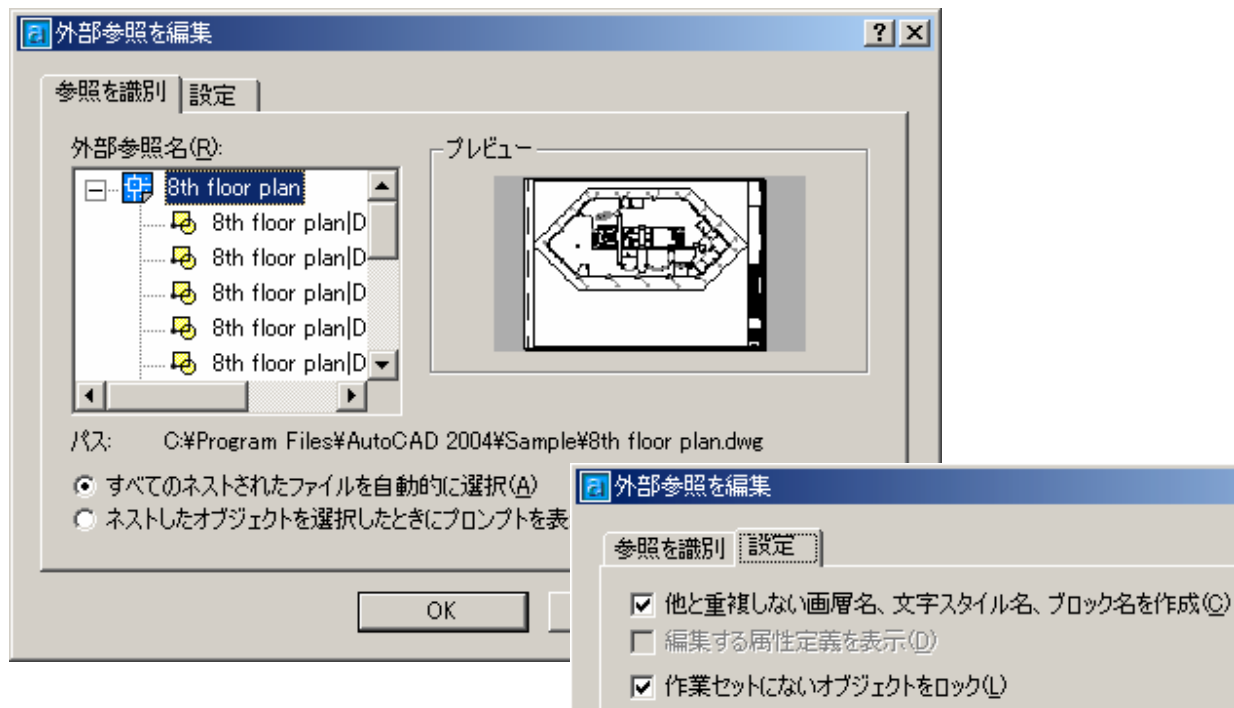 外部参照を編集
参照を識別
設定
外部参照名(R):
プレビュー
8th floor plan
8th floor plan|D
8th floor plan|D
8th floor plan|D
8th floor plan|D
8th floor plan|D
パス: C:¥Program Files¥AutoCAD 2004¥Sample¥8th floor plan.dwg
すべてのネストされたファイルを自動的に選択(A)
ネストしたオブジェクトを選択したときにプロンプトを表
OK
外部参照を編集
参照を識別
設定
他と重複しない画層名、文字スタイル名、ブロック名を作成(C)
編集する属性定義を表示(D)
作業セットにないオブジェクトをロック(L)